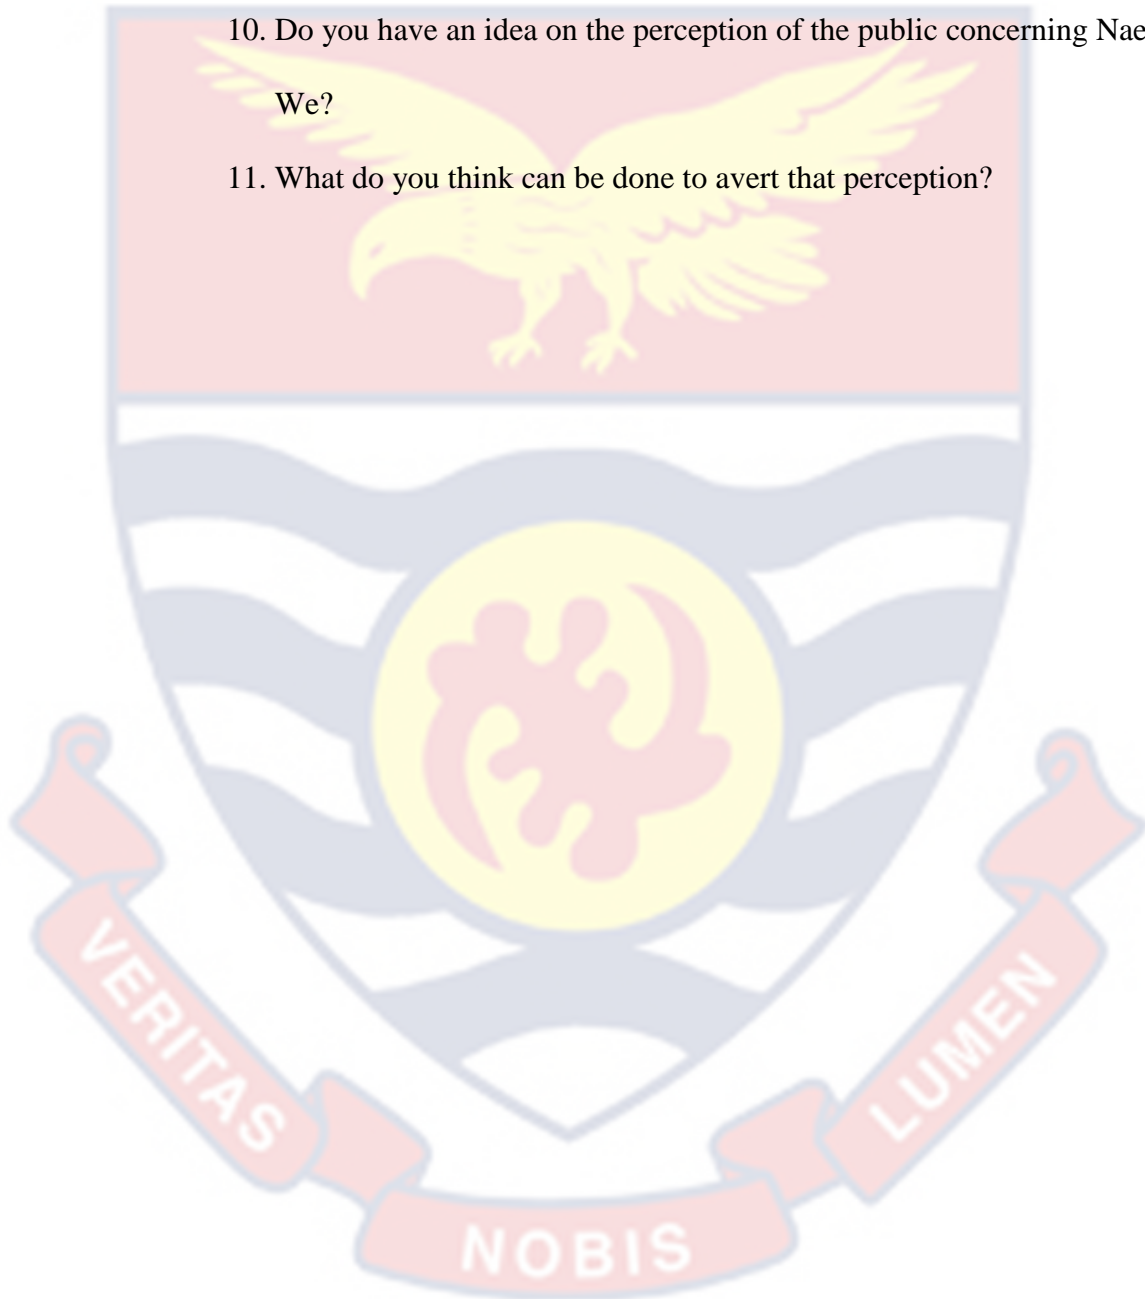 10. Do you have an idea on the perception of the public concerning Nae
We?
11. What do you think can be done to avert that perception?
VERITAS
NOBIS
LUMEN